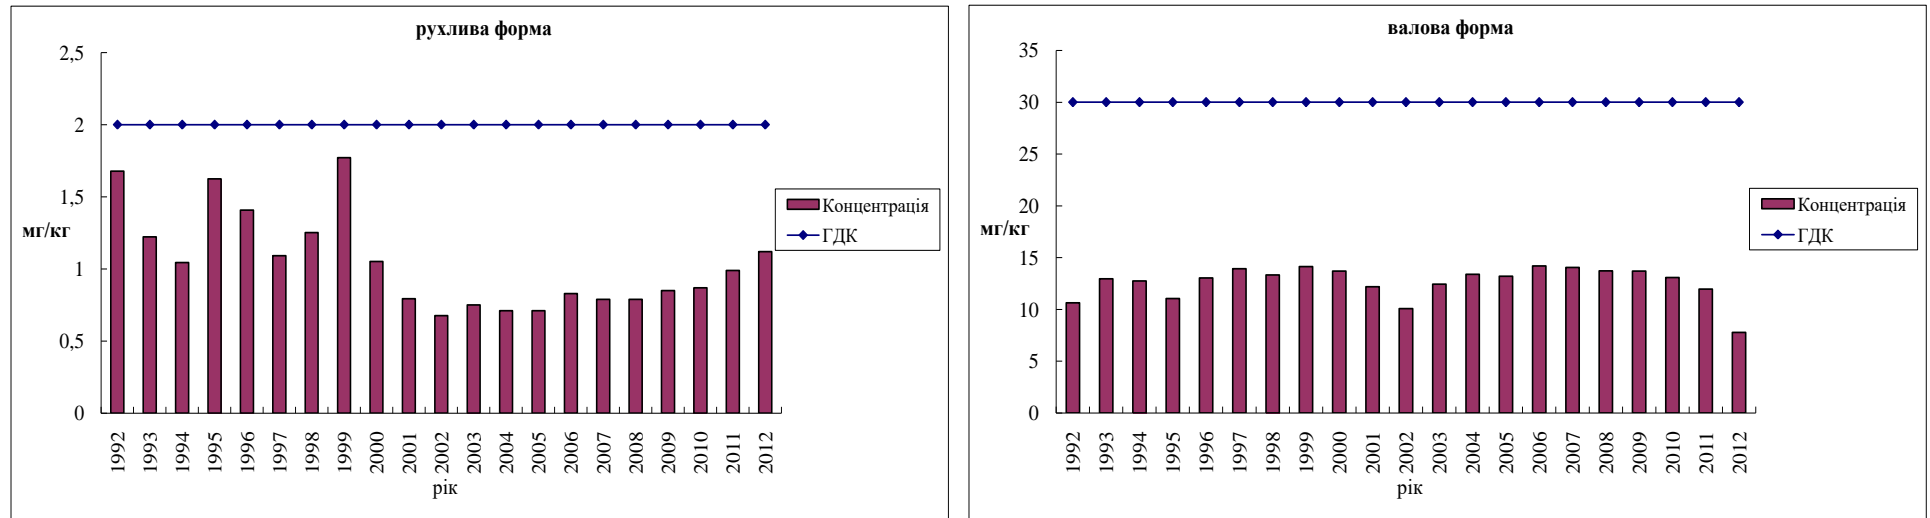 рухлива форма
2,5
2
1,5
1
0,5
0
мг/кг
1992 1993 1994 1995 1996 1997 1998 1999 2000 2001 2002 2003 2004 2005 2006 2007 2008 2009 2010 2011 2012
рік
Концентрація
ГДК
валова форма
35
30
25
20
15
10
5
0
мг/кг
1992 1993 1994 1995 1996 1997 1998 1999 2000 2001 2002 2003 2004 2005 2006 2007 2008 2009 2010 2011 2012
рік
Концентрація
ГДК